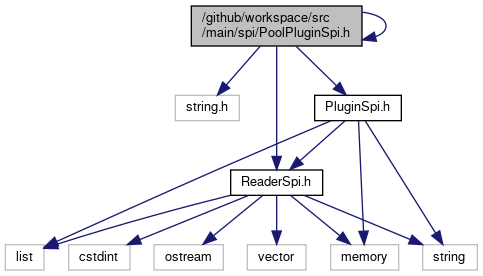 /github/workspace/src
/main/spi/PoolPluginSpi.h
string.h
PluginSpi.h
ReaderSpi.h
list
cstdint
ostream
vector
memory
string